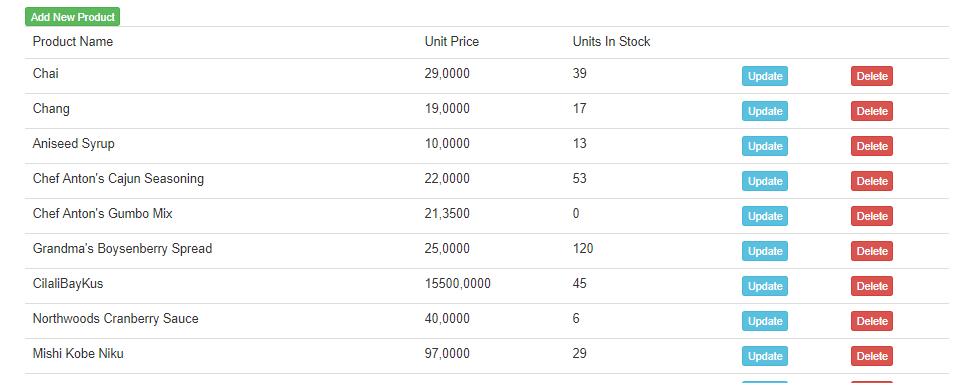 Add New Product
Product Name Unit Price Units In Stock
Chai 29,0000 39 Update Delete
Chang 19,0000 17 Update Delete
Aniseed Syrup 10,0000 13 Update Delete
Chef Anton's Cajun Seasoning 22,0000 53 Update Delete
Chef Anton's Gumbo Mix 21,3500 0 Update Delete
Grandma's Boysenberry Spread 25,0000 120 Update Delete
CilaliBayKus 15500,0000 45 Update Delete
Northwoods Cranberry Sauce 40,0000 6 Update Delete
Mishi Kobe Niku 97,0000 29 Update Delete